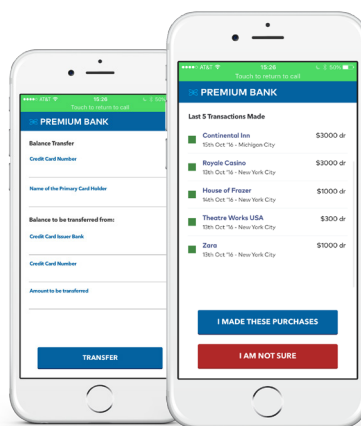 AT&T 15:26
Touch to return to call
PREMIUM BANK
Balance Transfer
Credit Card Number
Name of the Primary Card Holder
Balance to be transferred from:
Credit Card Issuer Bank
Credit Card Number
Amount to be transferred
TRANSFER
AT&T 15:26 50%
Touch to return to call
PREMIUM BANK
Last 5 Transactions Made
Continental Inn $3000 dr
15th Oct '16 - Michigan City
Royale Casino $3000 dr
13th Oct '16 - New York City
House of Frazer $1000 dr
14th Oct '16 - New York City
Theatre Works USA $300 dr
13th Oct '16 - New York City
Zara $1000 dr
15th Oct '16 - New York City
I MADE THESE PURCHASES
I AM NOT SURE